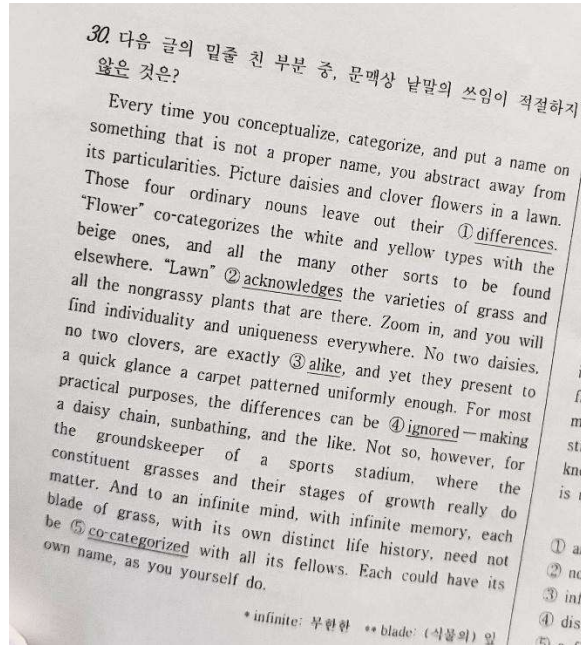 30. 다음 글의 밑줄 친 부분 중, 문맥상 낱말의 쓰임이 적절하지
않은 것은?
Every time you conceptualize, categorize, and put a name on
something that is not a proper name, you abstract away from
its particularities. Picture daisies and clover flowers in a lawn.
Those four ordinary nouns leave out their ① differences.
“Flower” co-categorizes the white and yellow types with the
beige ones, and all the many other sorts to be found
elsewhere. “Lawn” ② acknowledges the varieties of grass and
all the nongrassy plants that are there. Zoom in, and you will
find individuality and uniqueness everywhere. No two daisies,
no two clovers, are exactly ③ alike, and yet they present to
a quick glance a carpet patterned uniformly enough. For most
practical purposes, the differences can be ④ ignored — making
a daisy chain, sunbathing, and the like. Not so, however, for
the groundskeeper of a sports stadium, where the
constituent grasses and their stages of growth really do
matter. And to an infinite mind, with infinite memory, each
blade of grass, with its own distinct life history, need not
be ⑤ co-categorized with all its fellows. Each could have its
own name, as you yourself do.
* infinite: 무한한 ** blade: (식물의) 잎
m
st
kno
is
① a
② no
③ inf
④ dis
⑤